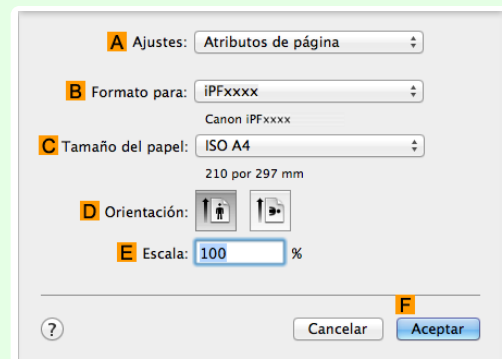 A Ajustes: Atributos de página
B Formato para: iPFxxxx
Canon iPFxxxx
C Tamaño del papel: ISO A4
210 por 297 mm
D Orientación:
E Escala: 100 %
F
? Cancelar Aceptar